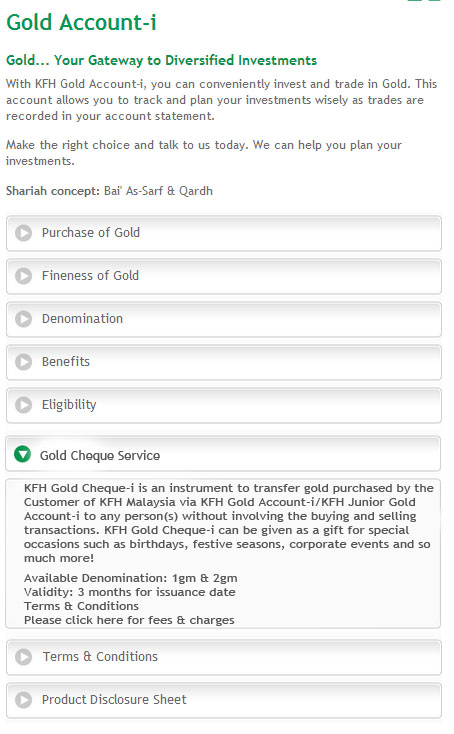 Gold Account-i
Gold... Your Gateway to Diversified Investments
With KFH Gold Account-i, you can conveniently invest and trade in Gold. This
account allows you to track and plan your investments wisely as trades are
recorded in your account statement.
Make the right choice and talk to us today. We can help you plan your
investments.
Shariah concept: Bai' As-Sarf & Qardh
Purchase of Gold
Fineness of Gold
Denomination
Benefits
Eligibility
Gold Cheque Service
KFH Gold Cheque-i is an instrument to transfer gold purchased by the
Customer of KFH Malaysia via KFH Gold Account-i/KFH Junior Gold
Account-i to any person(s) without involving the buying and selling
transactions. KFH Gold Cheque-i can be given as a gift for special
occasions such as birthdays, festive seasons, corporate events and so
much more!
Available Denomination: 1gm & 2gm
Validity: 3 months for issuance date
Terms & Conditions
Please click here for fees & charges
Terms & Conditions
Product Disclosure Sheet